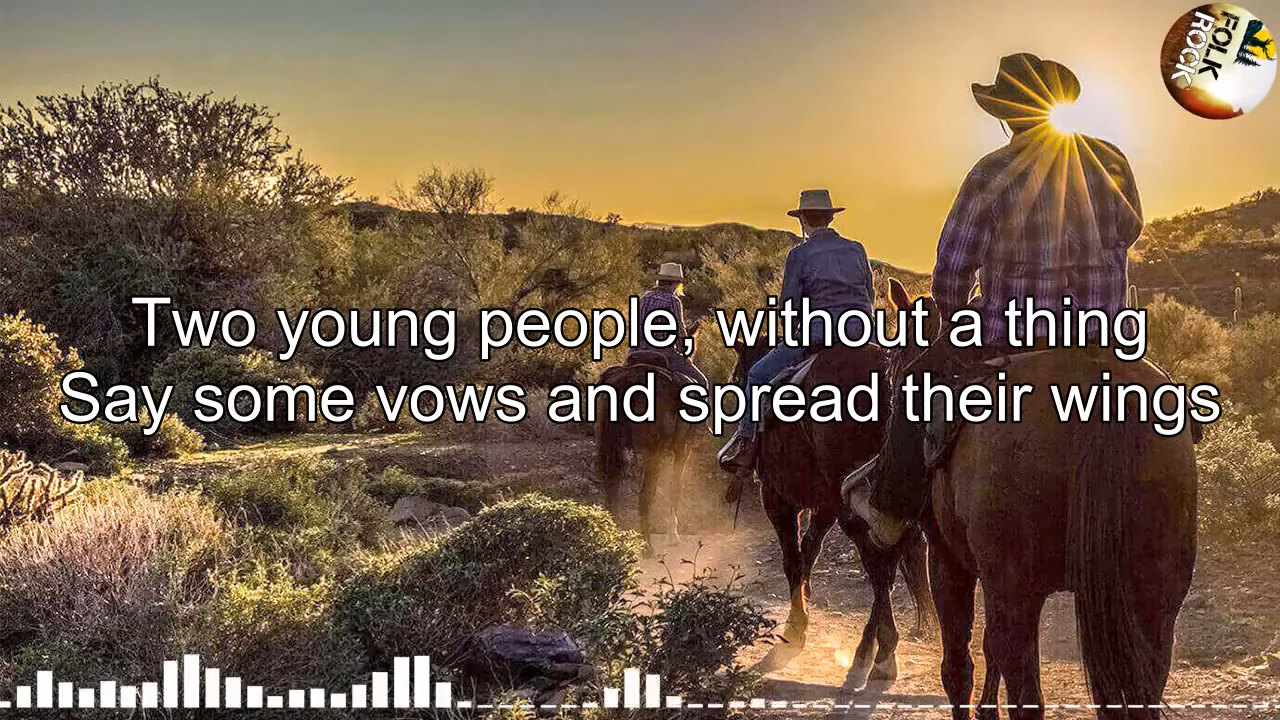 FOLK
ROCK
Two young people, without a thing
Say some vows and spread their wings